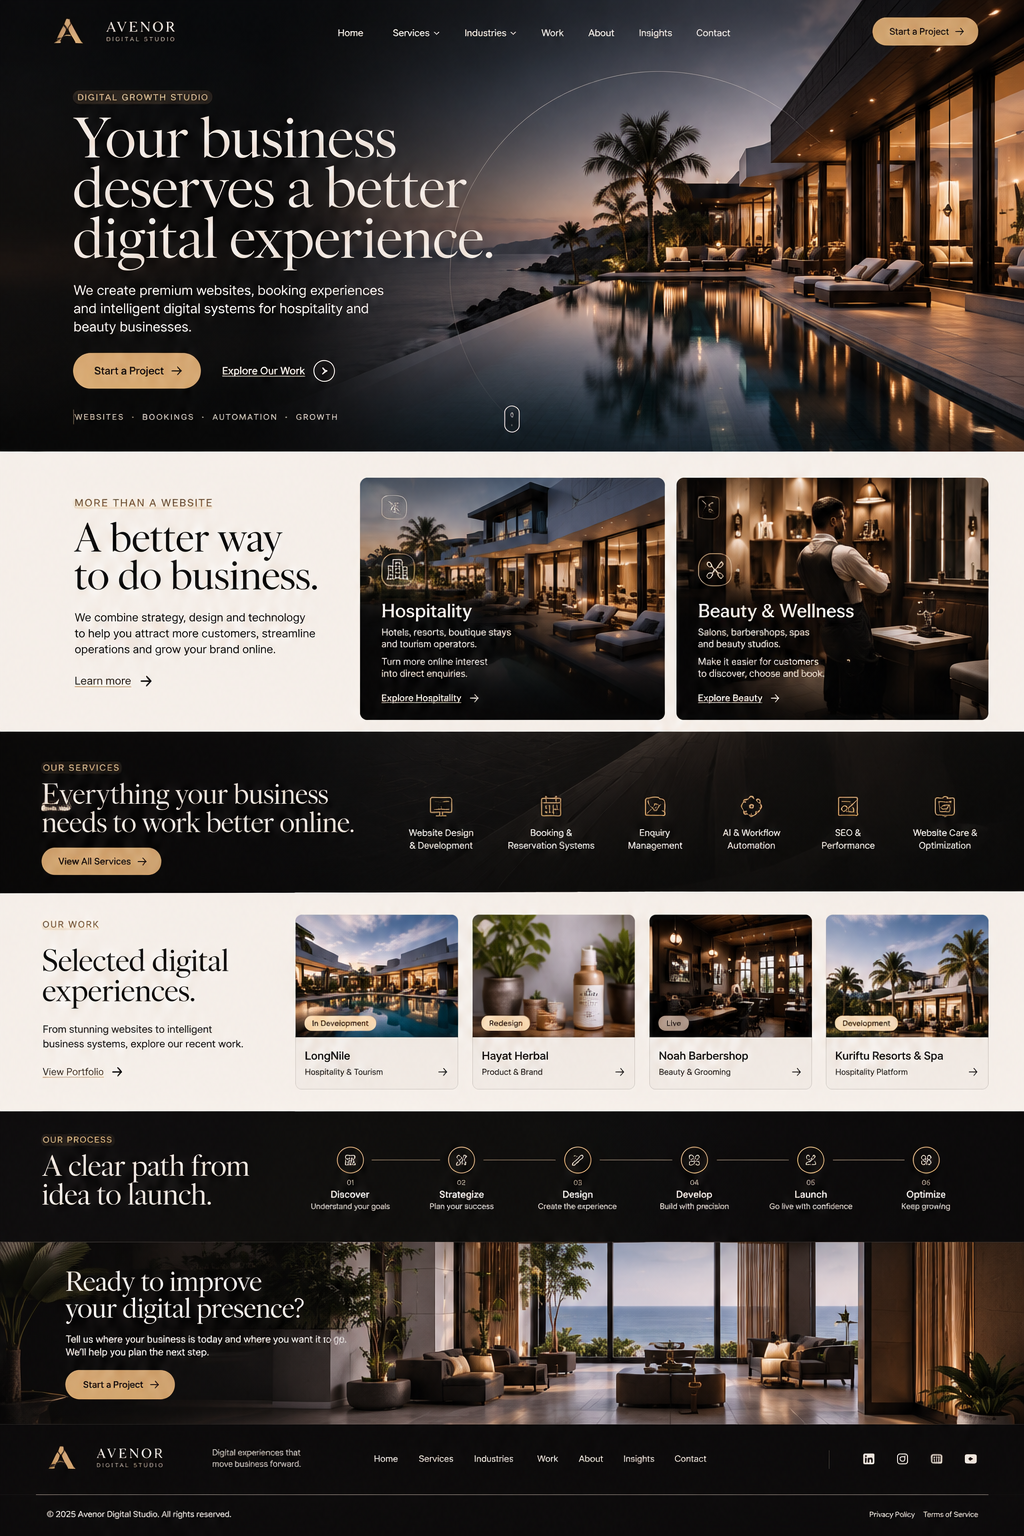 AVENOR
DIGITAL STUDIO
Home
Services
Industries
Work
About
Insights
Contact
Start a Project
DIGITAL GROWTH STUDIO
Your business
deserves a better
digital experience.
We create premium websites, booking experiences
and intelligent digital systems for hospitality and
beauty businesses.
Start a Project
Explore Our Work
WEBSITES - BOOKINGS - AUTOMATION - GROWTH
MORE THAN A WEBSITE
A better way
to do business.
We combine strategy, design and technology
to help you attract more customers, streamline
operations and grow your brand online.
Learn more
Hospitality
Hotels, resorts, boutique stays
and tourism operators.
Turn more online interest
into direct enquiries.
Explore Hospitality
Beauty & Wellness
Salons, barbershops, spas
and beauty studios.
Make it easier for customers
to discover, choose and book.
Explore Beauty
OUR SERVICES
Everything your business
needs to work better online.
View All Services
Website Design
& Development
Booking &
Reservation Systems
Enquiry
Management
AI & Workflow
Automation
SEO &
Performance
Website Care &
Optimization
OUR WORK
Selected digital
experiences.
From stunning websites to intelligent
business systems, explore our recent work.
View Portfolio
In Development
LongNile
Hospitality & Tourism
Redesign
Hayat Herbal
Product & Brand
Live
Noah Barbershop
Beauty & Grooming
Development
Kuriftu Resorts & Spa
Hospitality Platform
OUR PROCESS
A clear path from
idea to launch.
01
Discover
Understand your goals
02
Strategize
Plan your success
03
Design
Create the experience
04
Develop
Build with precision
05
Launch
Go live with confidence
06
Optimize
Keep growing
Ready to improve
your digital presence?
Tell us where your business is today and where you want it to go.
We'll help you plan the next step.
Start a Project
AVENOR
DIGITAL STUDIO
Digital experiences that
move business forward.
Home
Services
Industries
Work
About
Insights
Contact
© 2025 Avenor Digital Studio. All rights reserved.
Privacy Policy
Terms of Service